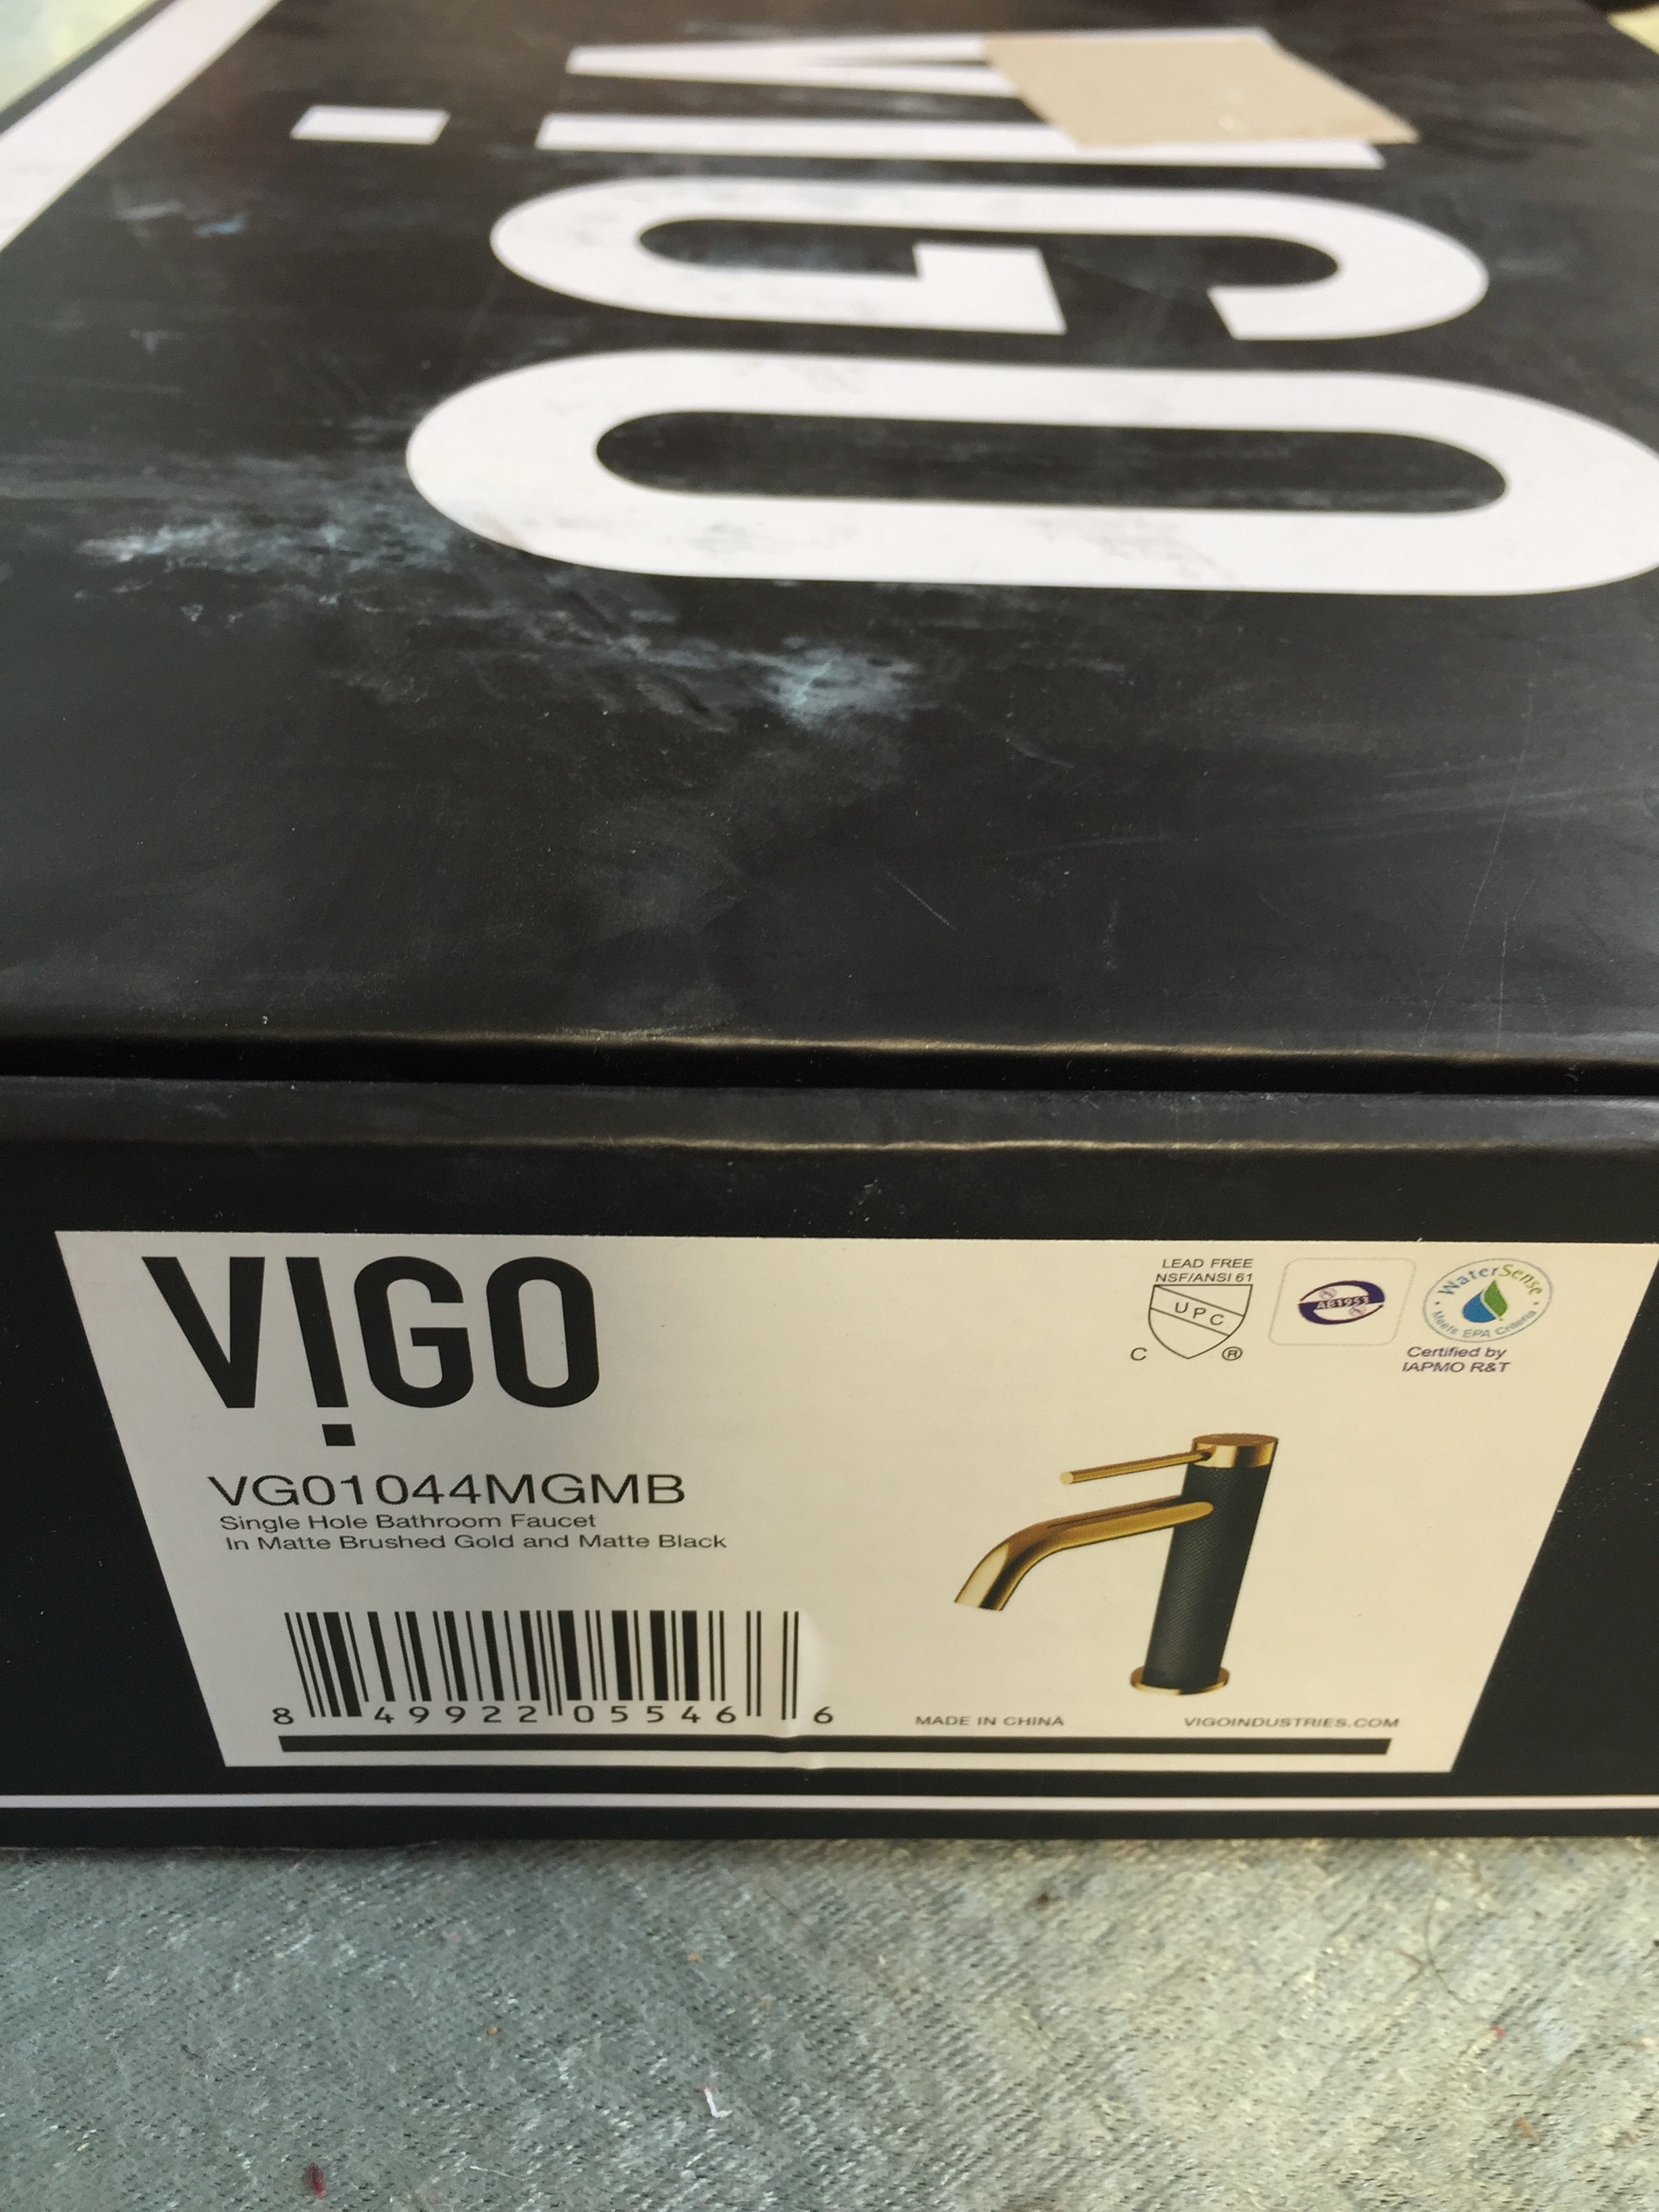 VIGO
VIGO
LEAD FREE
NSF/ANSI 61
UPC
C ®
AB1953
WaterSense
Meets EPA Criteria
Certified by
IAPMO R&T
VG01044MGMB
Single Hole Bathroom Faucet
In Matte Brushed Gold and Matte Black
8 49922 05546 6
MADE IN CHINA
VIGOINDUSTRIES.COM